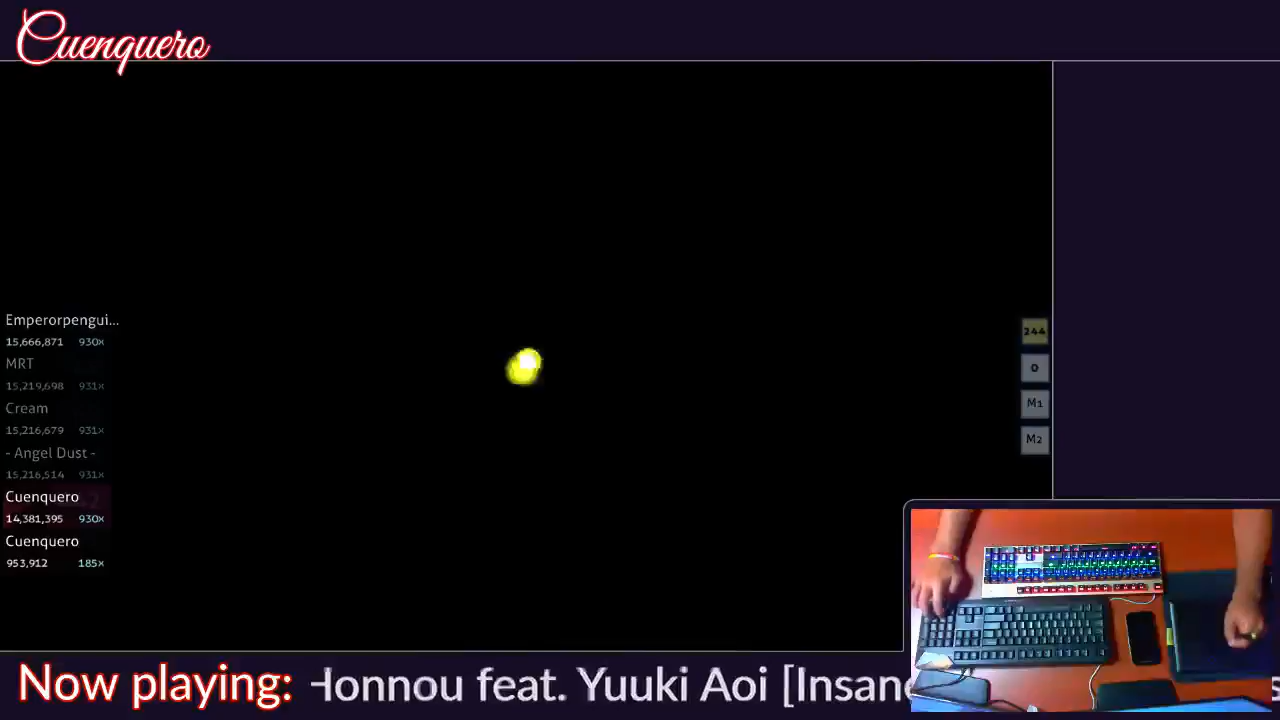 Cuenquero
Emperorpengui...
15,666,871 930x
MRT
15,219,698 931x
Cream
15,216,679 931x
- Angel Dust -
15,216,514 931x
Cuenquero
14,381,395 930x
Cuenquero
953,912 185x
244
0
M1
M2
Now playing: Honnou feat. Yuuki Aoi [Insane